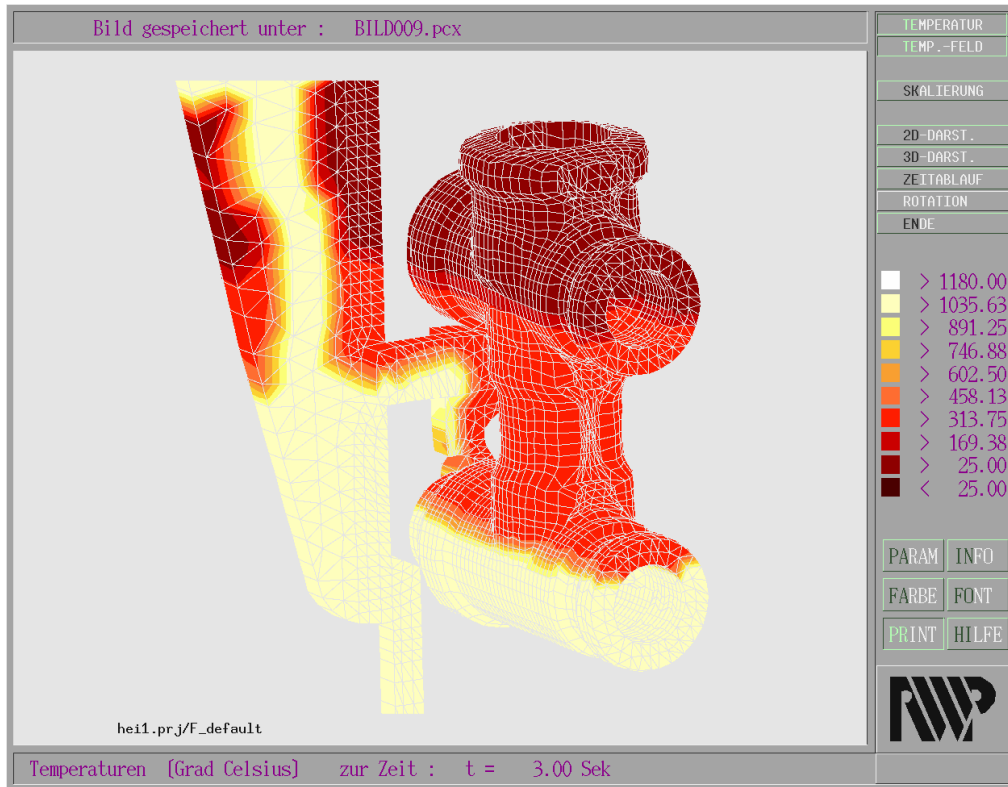 Bild gespeichert unter : BILD009.pcx
TEMPERATUR
TEMP.-FELD
SKALIERUNG
2D-DARST.
3D-DARST.
ZEITABLAUF
ROTATION
ENDE
> 1180.00
> 1035.63
> 891.25
> 746.88
> 602.50
> 458.13
> 313.75
> 169.38
> 25.00
< 25.00
PARAM INFO
FARBE FONT
PRINT HILFE
RWP
hei1.prj/F_default
Temperaturen [Grad Celsius] zur Zeit : t = 3.00 Sek